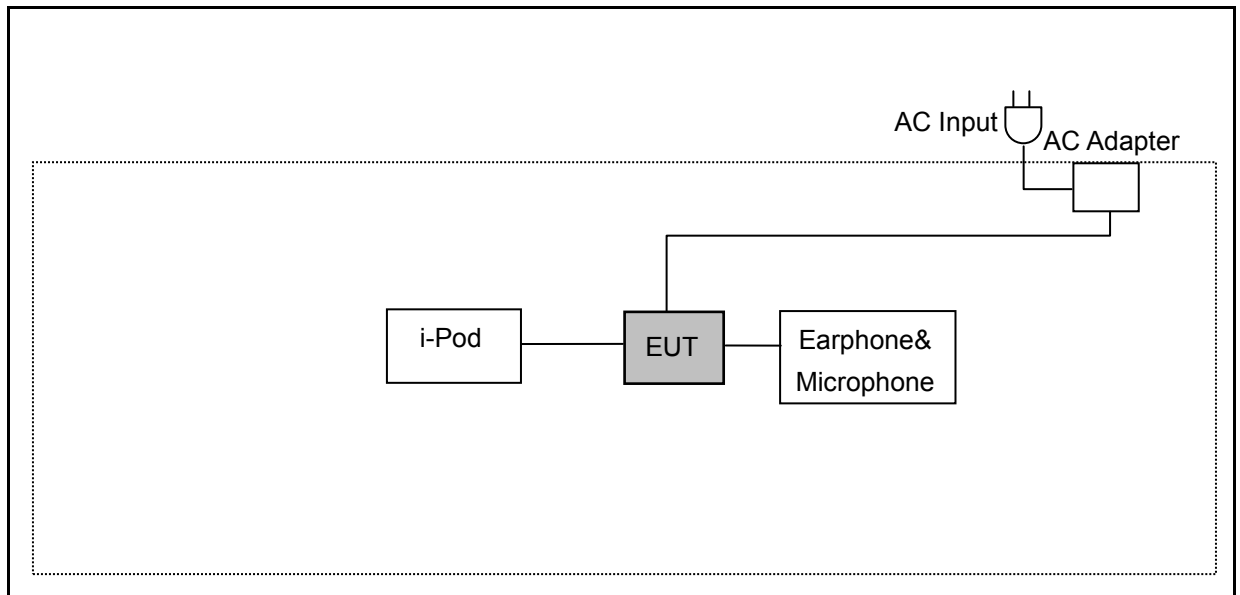 AC Input
AC Adapter
i-Pod
EUT
Earphone&
Microphone